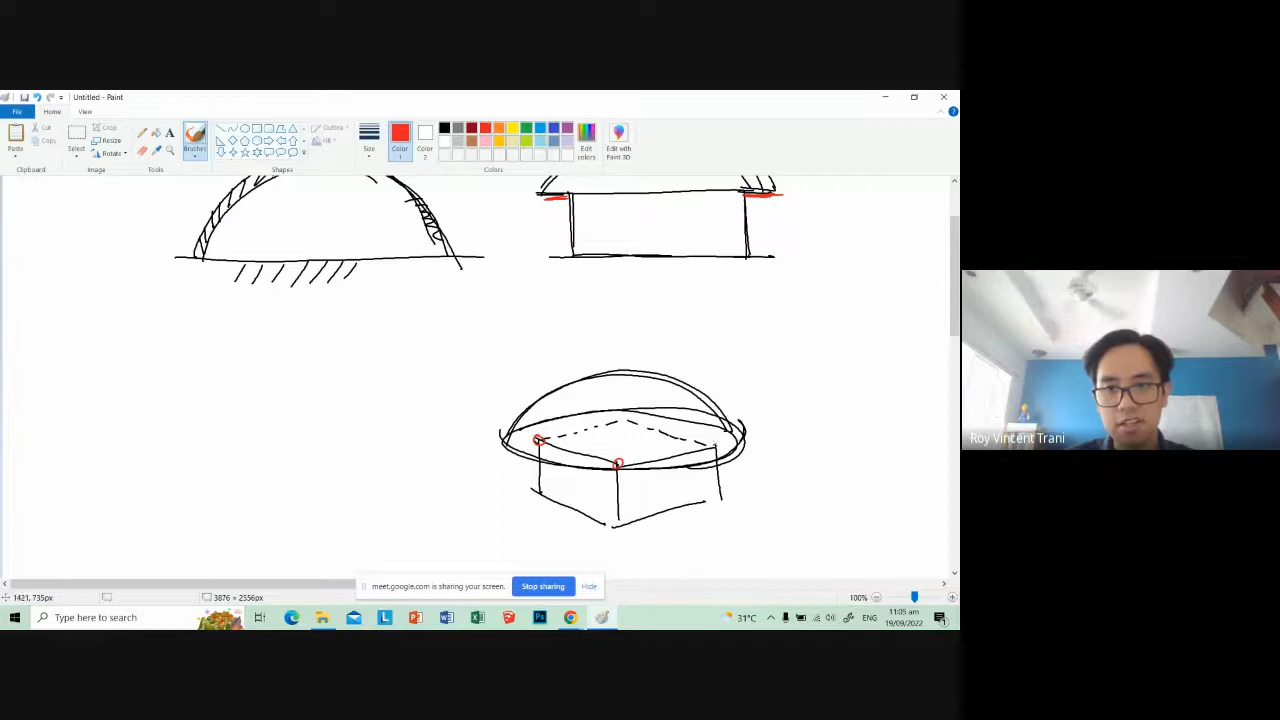 Untitled - Paint
File Home View
Paste
Cut
Copy
Clipboard
Select
Crop
Resize
Rotate
Image
A
Tools
Brushes
Outline
Fill
Shapes
Size
Color 1
Color 2
Edit colors
Edit with Paint 3D
Colors
Roy Vincent Trani
meet.google.com is sharing your screen. Stop sharing Hide
1421, 735px 3876 × 2556px 100%
Type here to search
31°C ENG 11:05 am
19/09/2022